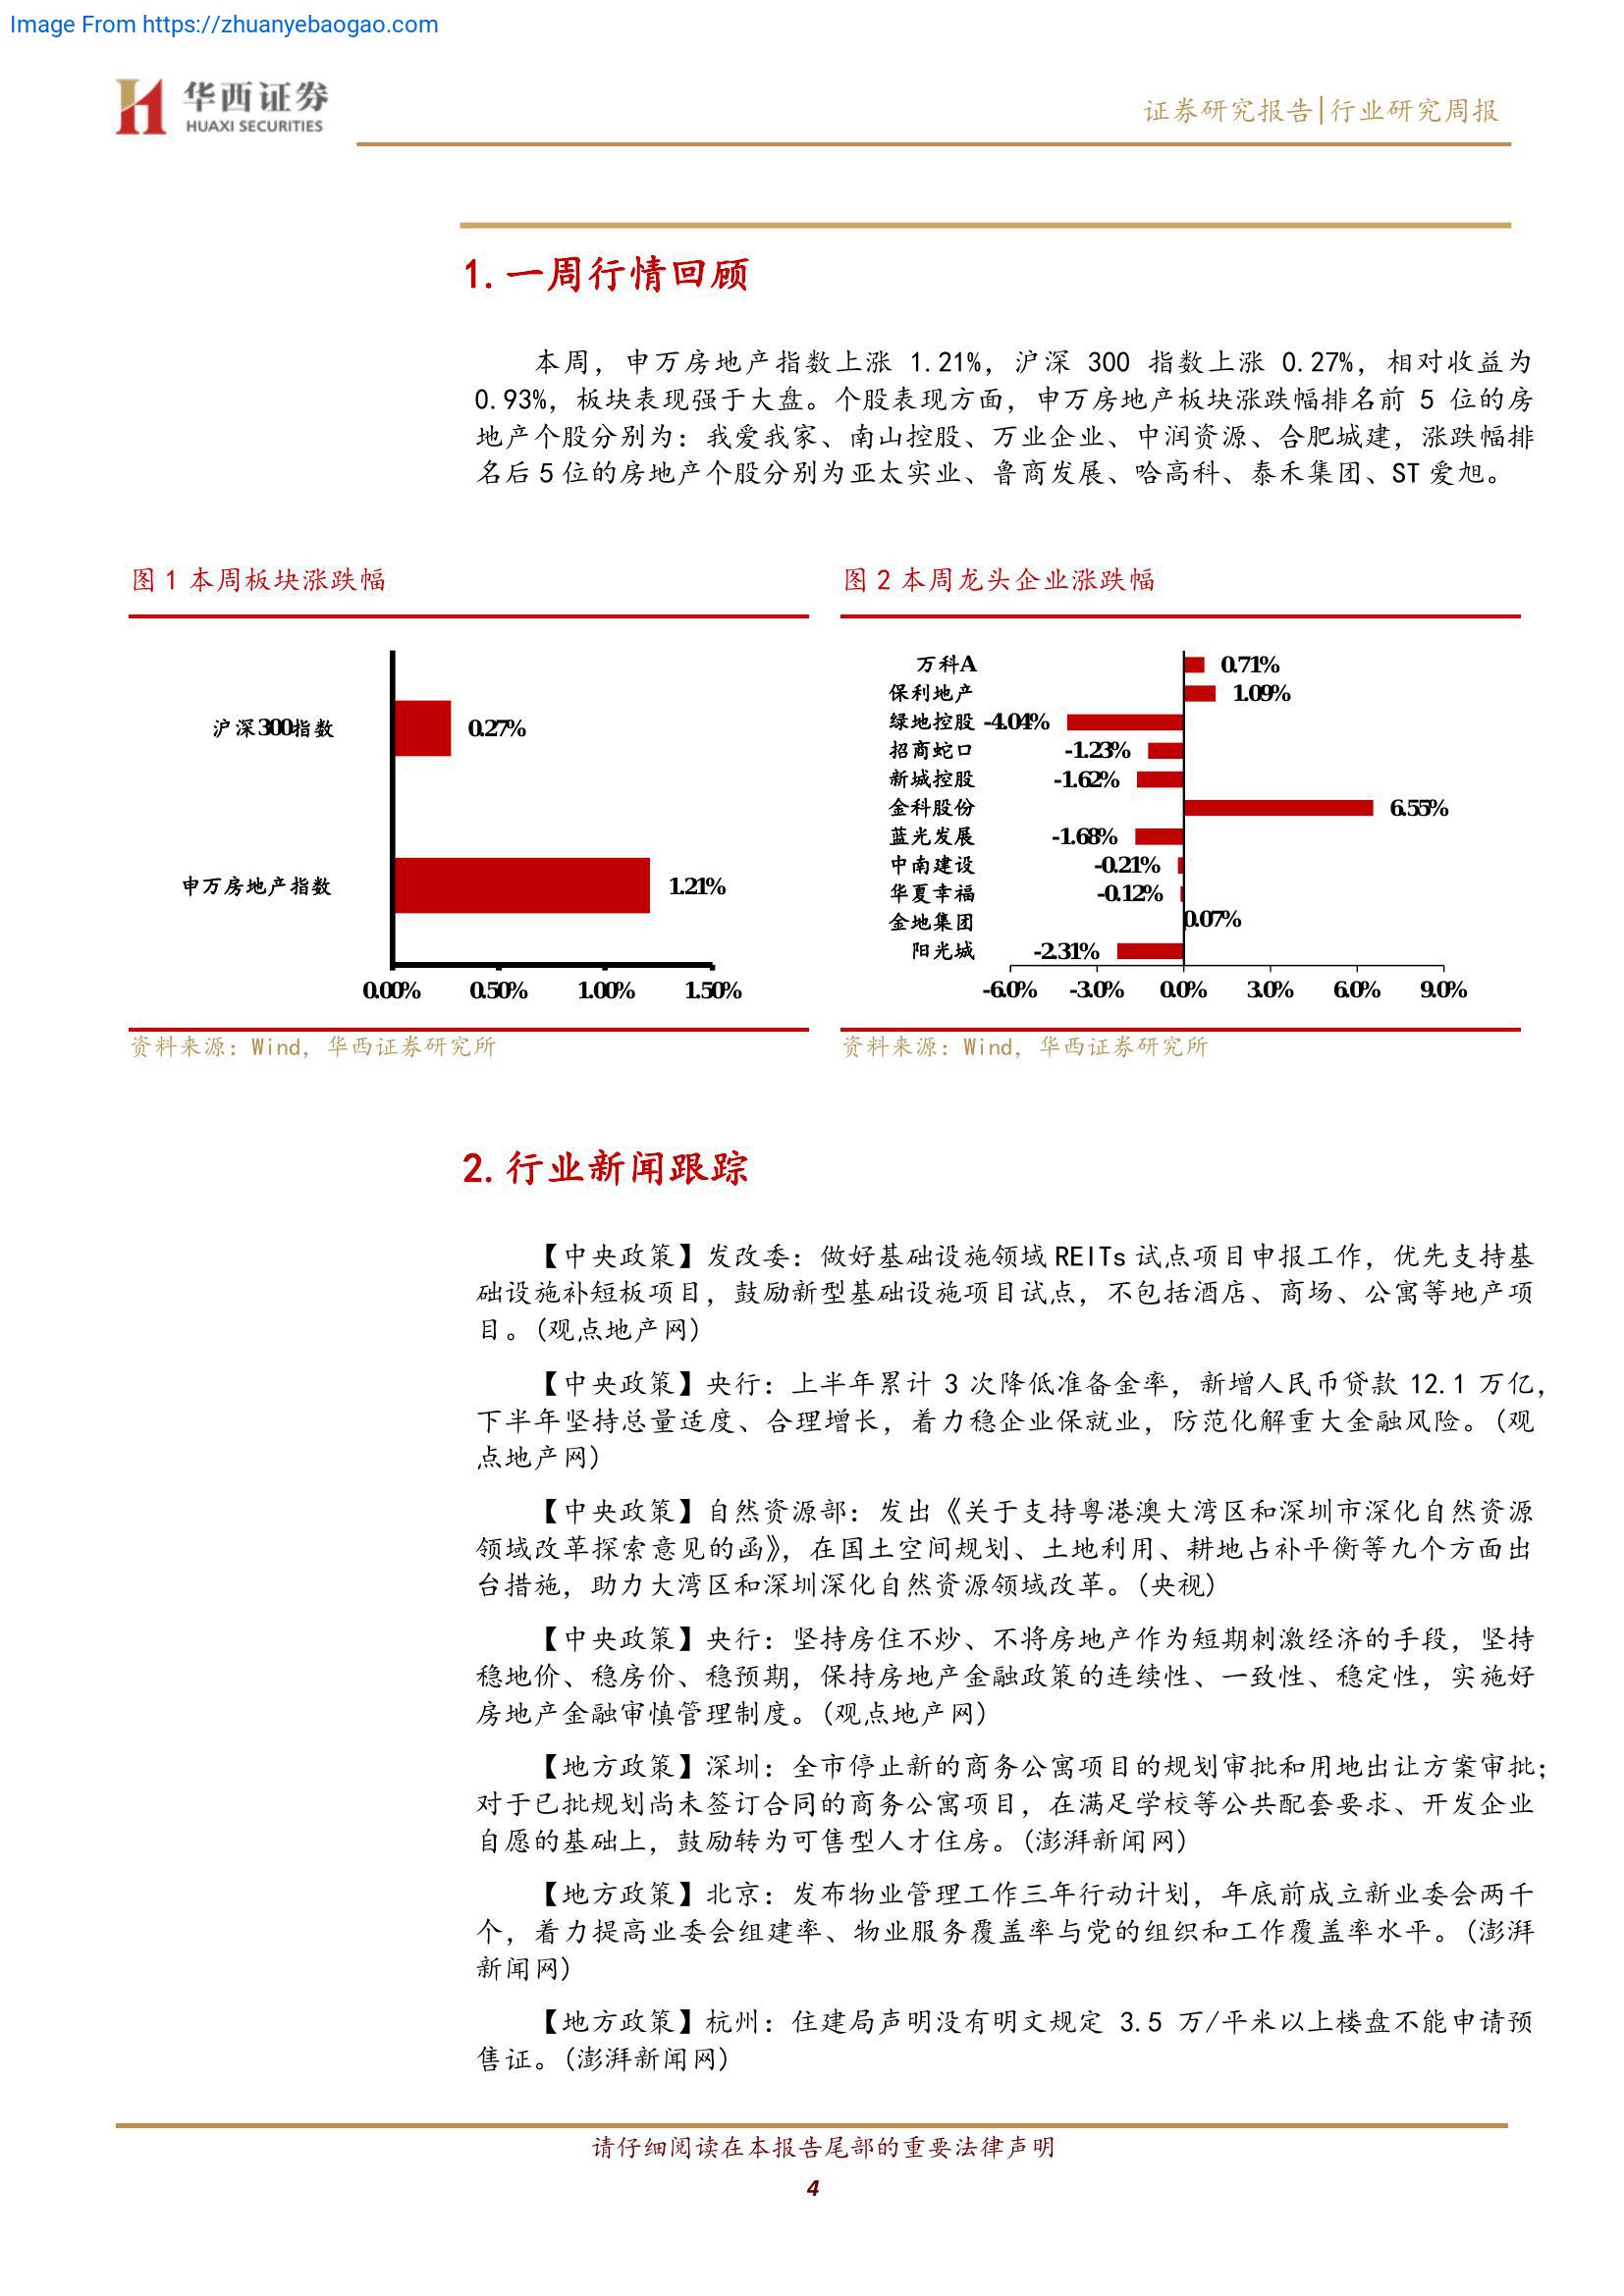 Image From https://zhuanyebaogao.com
华西证券
HUAXI SECURITIES
证券研究报告|行业研究周报
1.一周行情回顾
本周，申万房地产指数上涨 1.21%，沪深 300 指数上涨 0.27%，相对收益为
0.93%，板块表现强于大盘。个股表现方面，申万房地产板块涨跌幅排名前 5 位的房
地产个股分别为：我爱我家、南山控股、万业企业、中润资源、合肥城建，涨跌幅排
名后 5 位的房地产个股分别为亚太实业、鲁商发展、哈高科、泰禾集团、ST 爱旭。
图 1 本周板块涨跌幅
沪深300指数
0.27%
申万房地产指数
1.21%
0.00% 0.50% 1.00% 1.50%
资料来源：Wind，华西证券研究所
图 2 本周龙头企业涨跌幅
万科A 0.71%
保利地产 1.09%
绿地控股 -4.04%
招商蛇口 -1.23%
新城控股 -1.62%
金科股份 6.55%
蓝光发展 -1.68%
中南建设 -0.21%
华夏幸福 -0.12%
金地集团 0.07%
阳光城 -2.31%
-6.0% -3.0% 0.0% 3.0% 6.0% 9.0%
资料来源：Wind，华西证券研究所
2.行业新闻跟踪
【中央政策】发改委：做好基础设施领域 REITs 试点项目申报工作，优先支持基
础设施补短板项目，鼓励新型基础设施项目试点，不包括酒店、商场、公寓等地产项
目。(观点地产网)
【中央政策】央行：上半年累计 3 次降低准备金率，新增人民币贷款 12.1 万亿，
下半年坚持总量适度、合理增长，着力稳企业保就业，防范化解重大金融风险。(观
点地产网)
【中央政策】自然资源部：发出《关于支持粤港澳大湾区和深圳市深化自然资源
领域改革探索意见的函》，在国土空间规划、土地利用、耕地占补平衡等九个方面出
台措施，助力大湾区和深圳深化自然资源领域改革。(央视)
【中央政策】央行：坚持房住不炒、不将房地产作为短期刺激经济的手段，坚持
稳地价、稳房价、稳预期，保持房地产金融政策的连续性、一致性、稳定性，实施好
房地产金融审慎管理制度。(观点地产网)
【地方政策】深圳：全市停止新的商务公寓项目的规划审批和用地出让方案审批；
对于已批规划尚未签订合同的商务公寓项目，在满足学校等公共配套要求、开发企业
自愿的基础上，鼓励转为可售型人才住房。(澎湃新闻网)
【地方政策】北京：发布物业管理工作三年行动计划，年底前成立新业委会两千
个，着力提高业委会组建率、物业服务覆盖率与党的组织和工作覆盖率水平。(澎湃
新闻网)
【地方政策】杭州：住建局声明没有明文规定 3.5 万/平米以上楼盘不能申请预
售证。(澎湃新闻网)
请仔细阅读在本报告尾部的重要法律声明
4